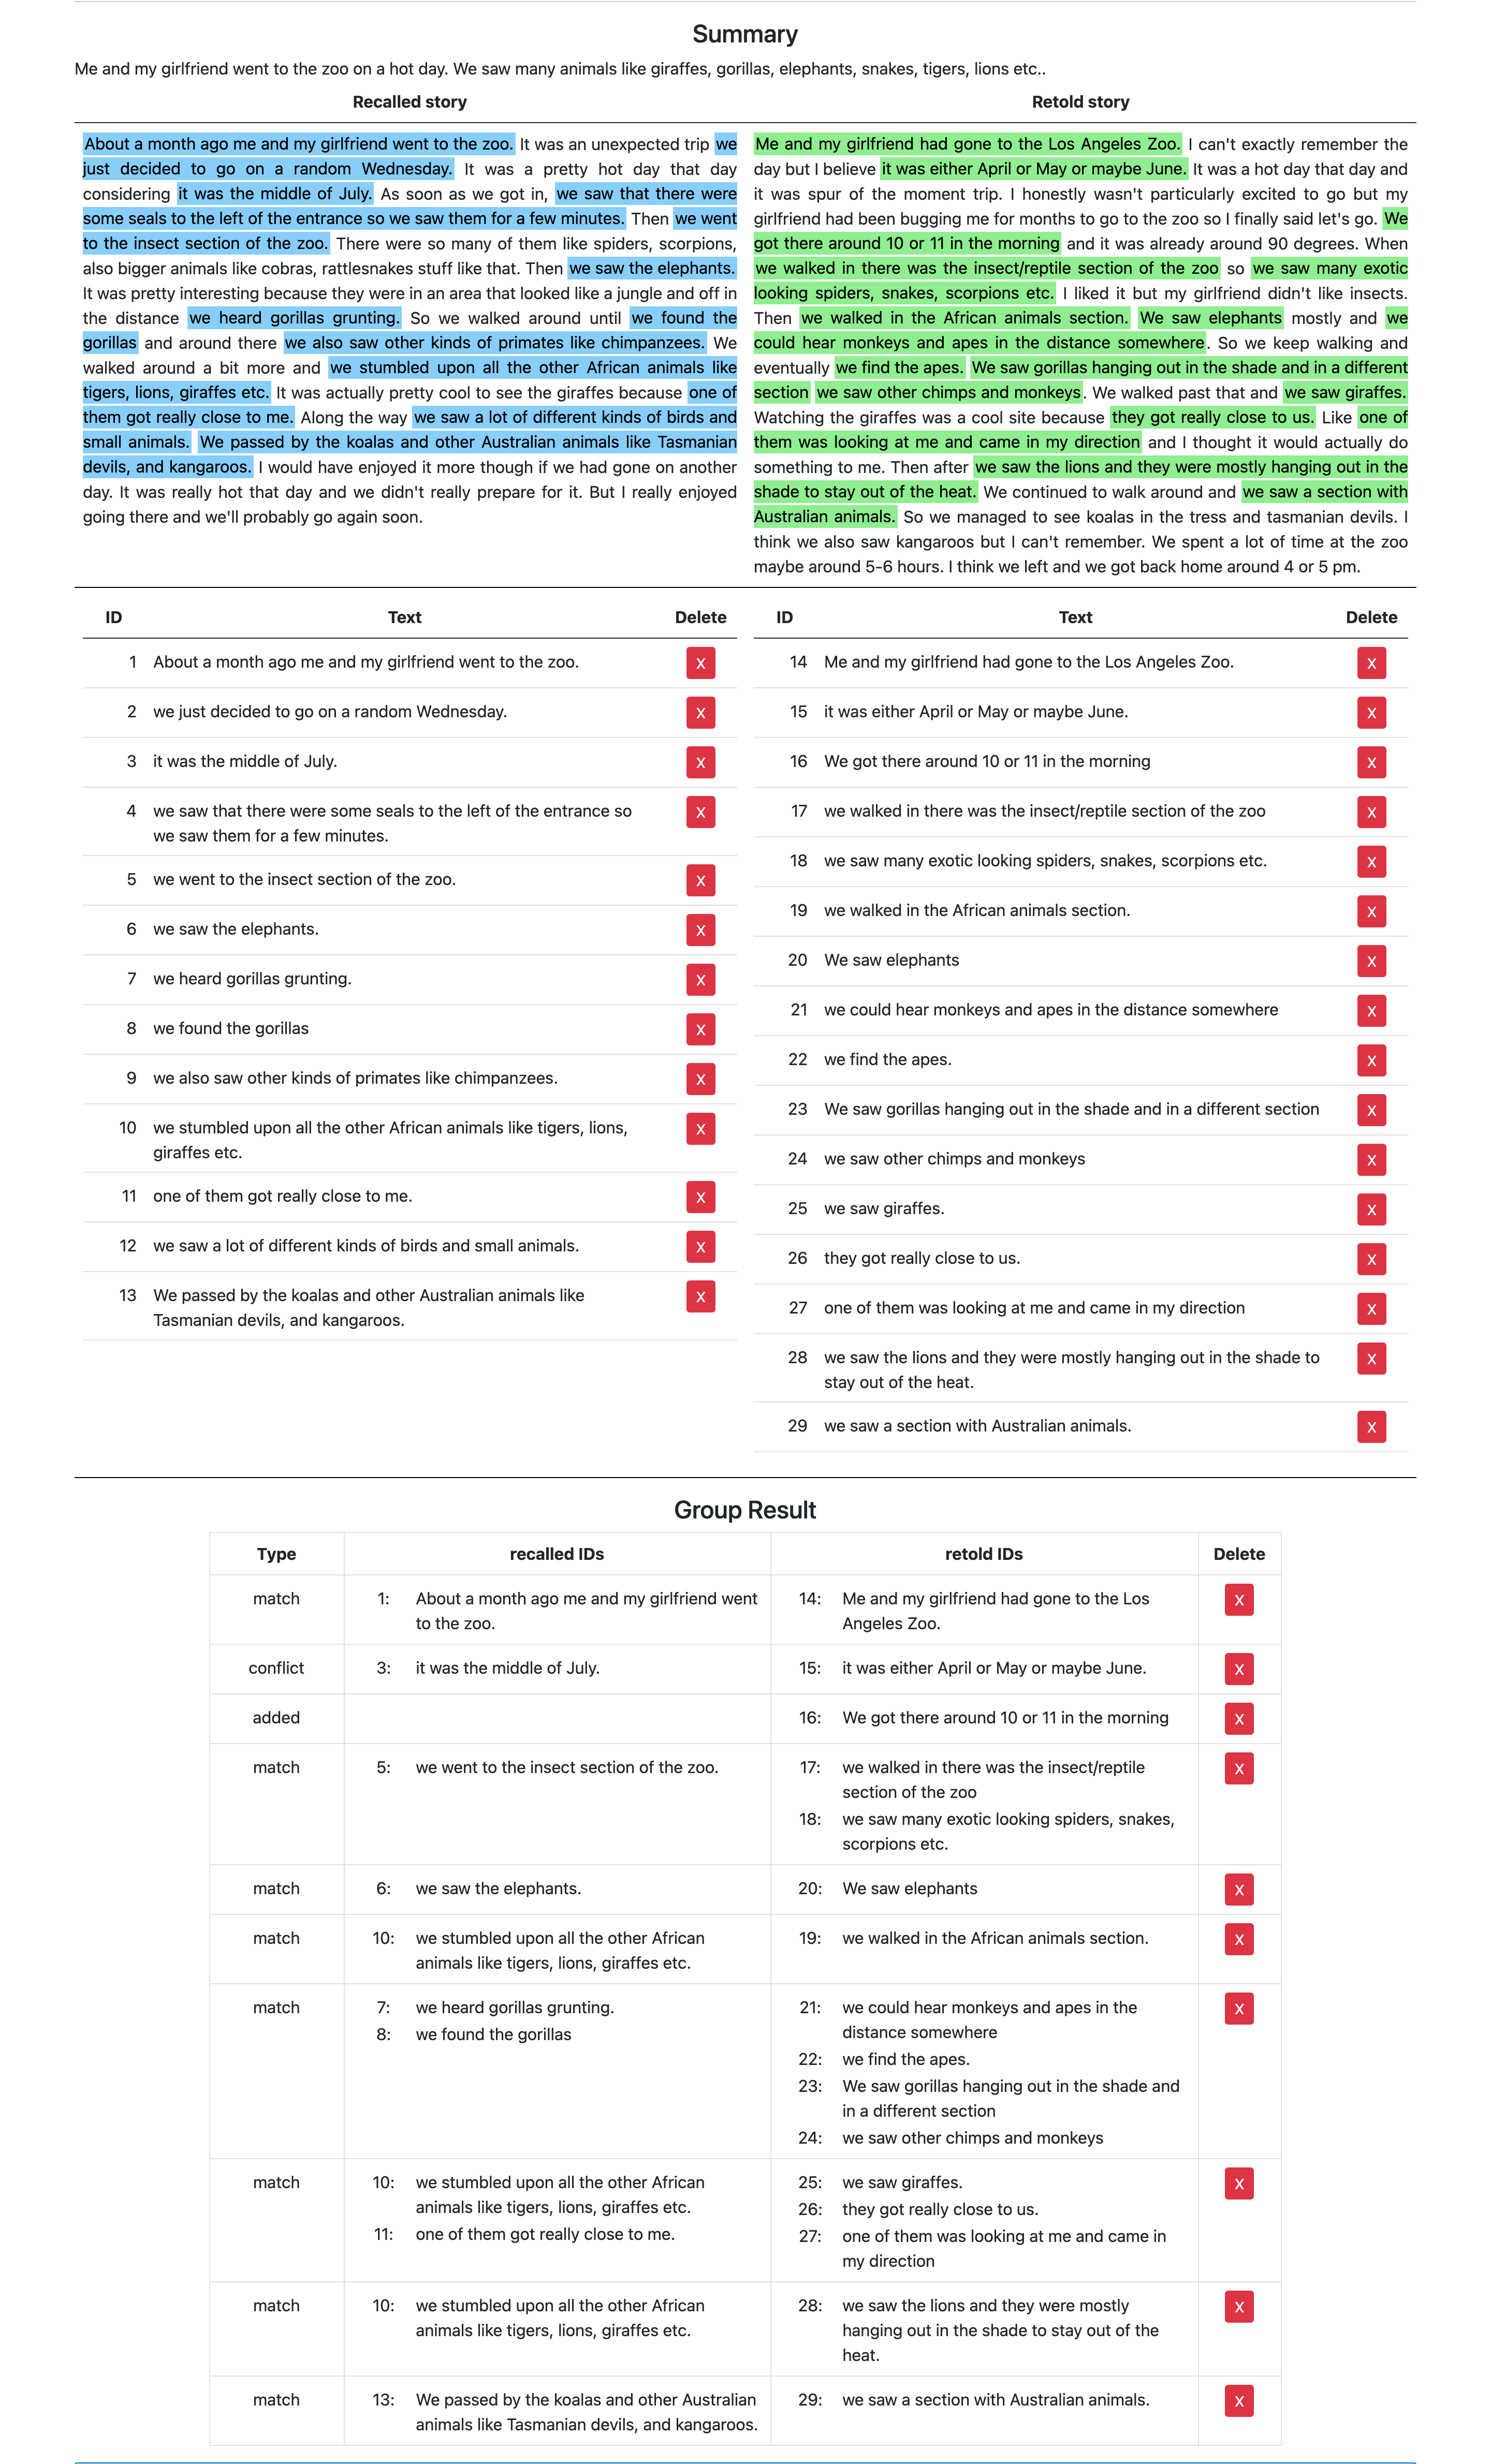 Summary
Me and my girlfriend went to the zoo on a hot day. We saw many animals like giraffes, gorillas, elephants, snakes, tigers, lions etc..
Recalled story
About a month ago me and my girlfriend went to the zoo. It was an unexpected trip we
just decided to go on a random Wednesday. It was a pretty hot day that day
considering it was the middle of July. As soon as we got in, we saw that there were
some seals to the left of the entrance so we saw them for a few minutes. Then we went
to the insect section of the zoo. There were so many of them like spiders, scorpions,
also bigger animals like cobras, rattlesnakes stuff like that. Then we saw the elephants.
It was pretty interesting because they were in an area that looked like a jungle and off in
the distance we heard gorillas grunting. So we walked around until we found the
gorillas and around there we also saw other kinds of primates like chimpanzees. We
walked around a bit more and we stumbled upon all the other African animals like
tigers, lions, giraffes etc. It was actually pretty cool to see the giraffes because one of
them got really close to me. Along the way we saw a lot of different kinds of birds and
small animals. We passed by the koalas and other Australian animals like Tasmanian
devils, and kangaroos. I would have enjoyed it more though if we had gone on another
day. It was really hot that day and we didn't really prepare for it. But I really enjoyed
going there and we'll probably go again soon.
Retold story
Me and my girlfriend had gone to the Los Angeles Zoo. I can't exactly remember the
day but I believe it was either April or May or maybe June. It was a hot day that day and
it was spur of the moment trip. I honestly wasn't particularly excited to go but my
girlfriend had been bugging me for months to go to the zoo so I finally said let's go. We
got there around 10 or 11 in the morning and it was already around 90 degrees. When
we walked in there was the insect/reptile section of the zoo so we saw many exotic
looking spiders, snakes, scorpions etc. I liked it but my girlfriend didn't like insects.
Then we walked in the African animals section. We saw elephants mostly and we
could hear monkeys and apes in the distance somewhere. So we keep walking and
eventually we find the apes. We saw gorillas hanging out in the shade and in a different
section we saw other chimps and monkeys. We walked past that and we saw giraffes.
Watching the giraffes was a cool site because they got really close to us. Like one of
them was looking at me and came in my direction and I thought it would actually do
something to me. Then after we saw the lions and they were mostly hanging out in the
shade to stay out of the heat. We continued to walk around and we saw a section with
Australian animals. So we managed to see koalas in the tress and tasmanian devils. I
think we also saw kangaroos but I can't remember. We spent a lot of time at the zoo
maybe around 5-6 hours. I think we left and we got back home around 4 or 5 pm.
ID Text Delete
1 About a month ago me and my girlfriend went to the zoo. X
2 we just decided to go on a random Wednesday. X
3 it was the middle of July. X
4 we saw that there were some seals to the left of the entrance so X
we saw them for a few minutes.
5 we went to the insect section of the zoo. X
6 we saw the elephants. X
7 we heard gorillas grunting. X
8 we found the gorillas X
9 we also saw other kinds of primates like chimpanzees. X
10 we stumbled upon all the other African animals like tigers, lions, X
giraffes etc.
11 one of them got really close to me. X
12 we saw a lot of different kinds of birds and small animals. X
13 We passed by the koalas and other Australian animals like X
Tasmanian devils, and kangaroos.
ID Text Delete
14 Me and my girlfriend had gone to the Los Angeles Zoo. X
15 it was either April or May or maybe June. X
16 We got there around 10 or 11 in the morning X
17 we walked in there was the insect/reptile section of the zoo X
18 we saw many exotic looking spiders, snakes, scorpions etc. X
19 we walked in the African animals section. X
20 We saw elephants X
21 we could hear monkeys and apes in the distance somewhere X
22 we find the apes. X
23 We saw gorillas hanging out in the shade and in a different section X
24 we saw other chimps and monkeys X
25 we saw giraffes. X
26 they got really close to us. X
27 one of them was looking at me and came in my direction X
28 we saw the lions and they were mostly hanging out in the shade to X
stay out of the heat.
29 we saw a section with Australian animals. X
Group Result
Type recalled IDs retold IDs Delete
match 1: About a month ago me and my girlfriend went 14: Me and my girlfriend had gone to the Los X
to the zoo. Angeles Zoo.
conflict 3: it was the middle of July. 15: it was either April or May or maybe June. X
added 16: We got there around 10 or 11 in the morning X
match 5: we went to the insect section of the zoo. 17: we walked in there was the insect/reptile X
section of the zoo
18: we saw many exotic looking spiders, snakes,
scorpions etc.
match 6: we saw the elephants. 20: We saw elephants X
match 10: we stumbled upon all the other African 19: we walked in the African animals section. X
animals like tigers, lions, giraffes etc.
match 7: we heard gorillas grunting. 21: we could hear monkeys and apes in the X
8: we found the gorillas distance somewhere
22: we find the apes.
23: We saw gorillas hanging out in the shade and
in a different section
24: we saw other chimps and monkeys
match 10: we stumbled upon all the other African 25: we saw giraffes. X
animals like tigers, lions, giraffes etc. 26: they got really close to us.
11: one of them got really close to me. 27: one of them was looking at me and came in
my direction
match 10: we stumbled upon all the other African 28: we saw the lions and they were mostly X
animals like tigers, lions, giraffes etc. hanging out in the shade to stay out of the
heat.
match 13: We passed by the koalas and other Australian 29: we saw a section with Australian animals. X
animals like Tasmanian devils, and kangaroos.